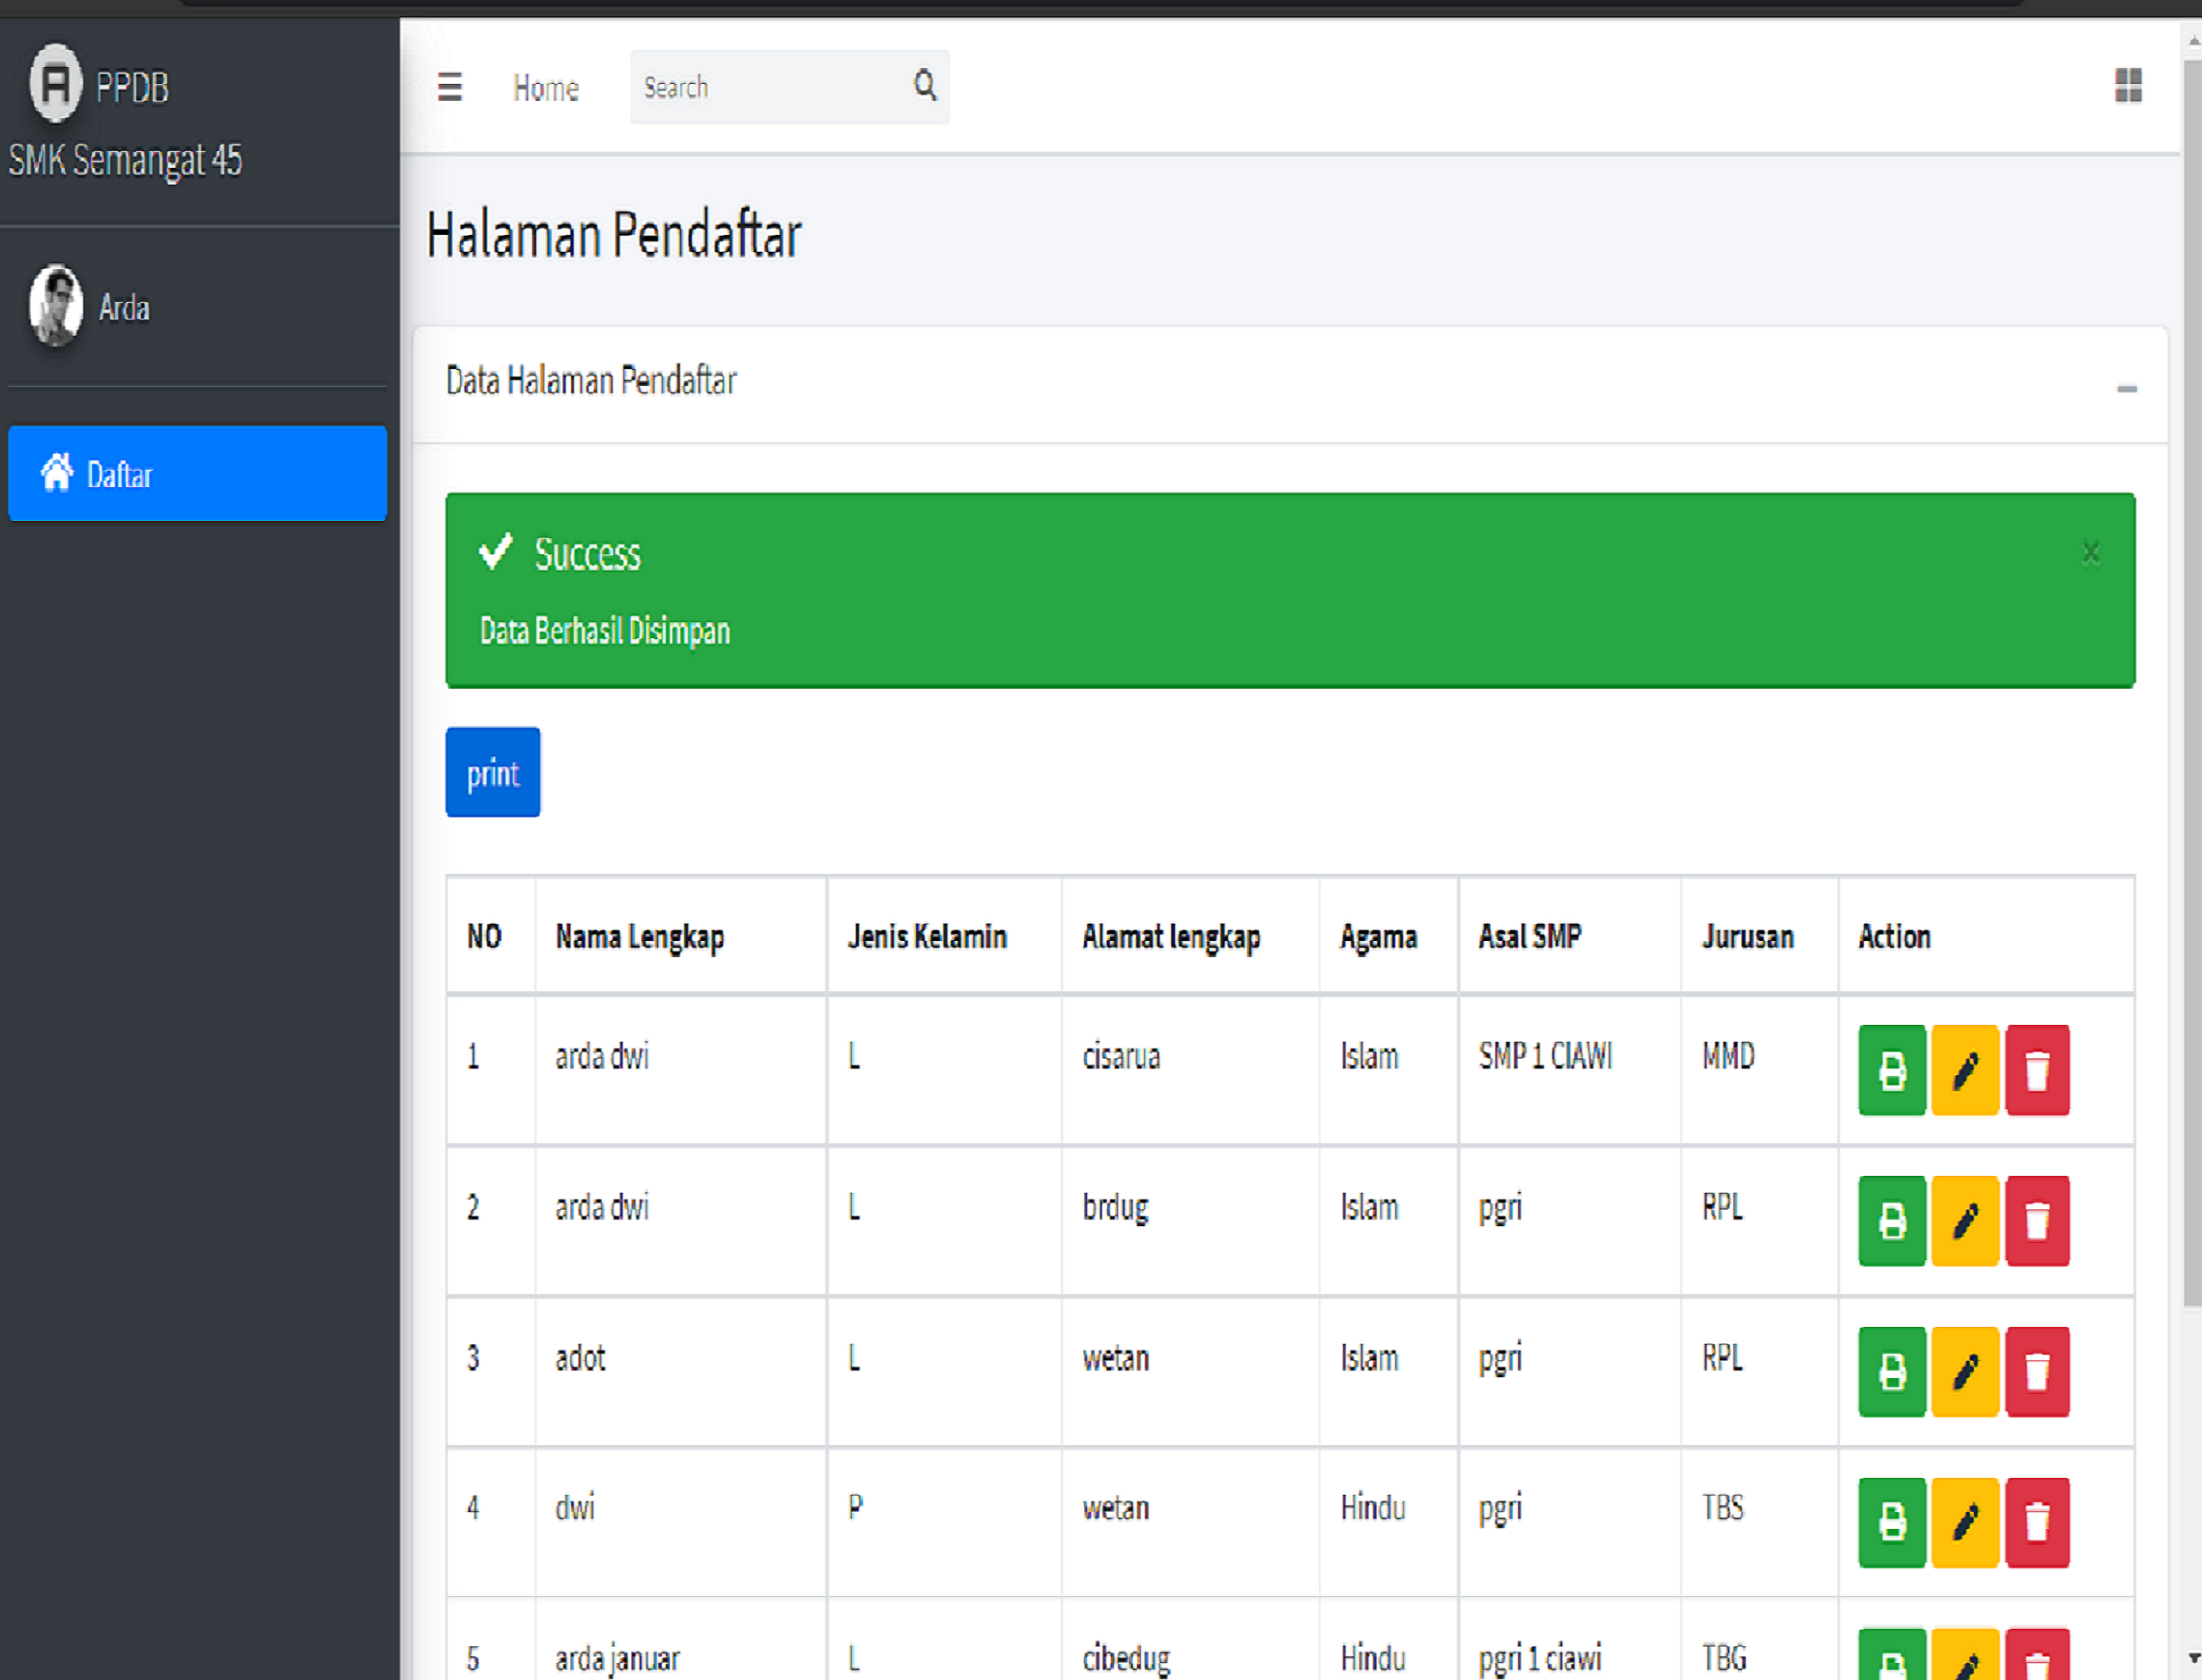 PPDB
SMK Semangat 45
Arda
Daftar
Home
Search
Halaman Pendaftar
Data Halaman Pendaftar
Success
×
Data Berhasil Disimpan
print
NO Nama Lengkap Jenis Kelamin Alamat lengkap Agama Asal SMP Jurusan Action
1 arda dwi L cisarua Islam SMP 1 CIAWI MMD
2 arda dwi L brdug Islam pgri RPL
3 adot L wetan Islam pgri RPL
4 dwi P wetan Hindu pgri TBS
5 arda januar L cibedug Hindu pgri 1 ciawi TBG